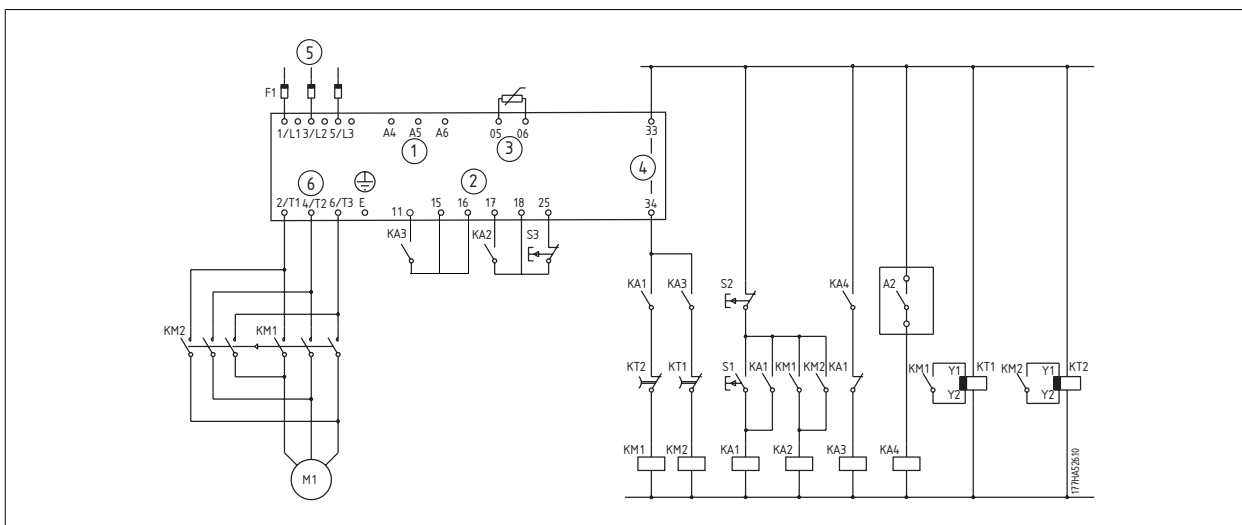 5
F1
1/L1 3/L2 5/L3 A4 A5 A6 05 06 33
1 3
4
6 2
2/T1 4/T2 6/T3 E 11 15 16 17 18 25 34
KA3 KA2 S3
KA1 KA3 S2 KA4 A2
KM2 KM1
KT2 KT1 S1 KA1 KM1 KM2 KA1 KM1 Y1 KT1 KM2 Y1 KT2
Y2 Y2
KM1 KM2 KA1 KA2 KA3 KA4
M1
177HA526.10